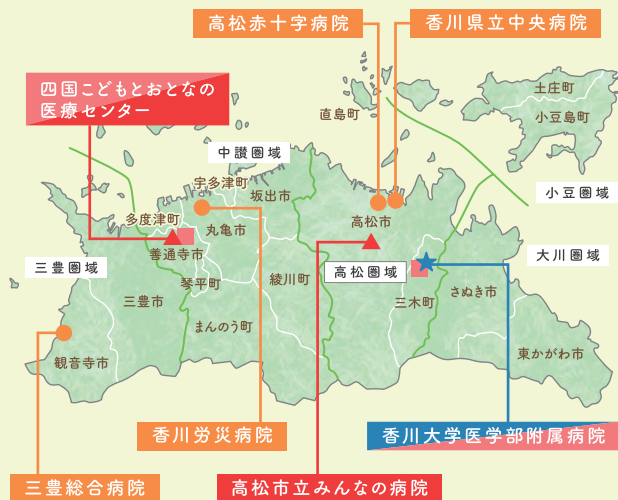 高松赤十字病院
香川県立中央病院
四国こどもとおとなの
医療センター
土庄町
小豆島町
直島町
中讃圏域
宇多津町
坂出市
小豆圏域
多度津町
丸亀市
高松市
善通寺市
大川圏域
三豊圏域
高松圏域
綾川町
琴平町
三豊市
三木町
さぬき市
まんのう町
東かがわ市
観音寺市
香川労災病院
香川大学医学部附属病院
三豊総合病院
高松市立みんなの病院